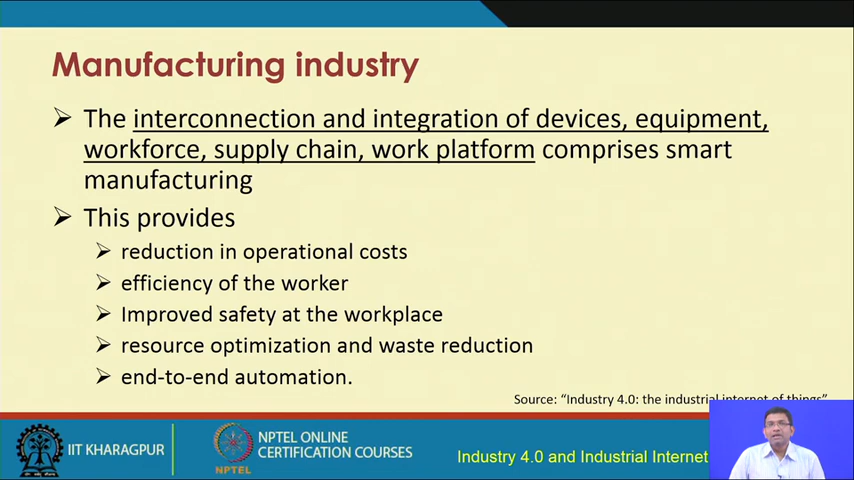 Manufacturing industry
➢ The interconnection and integration of devices, equipment,
workforce, supply chain, work platform comprises smart
manufacturing
➢ This provides
➢ reduction in operational costs
➢ efficiency of the worker
➢ Improved safety at the workplace
➢ resource optimization and waste reduction
➢ end-to-end automation.
Source: “Industry 4.0: the industrial internet of things”
IIT KHARAGPUR
NPTEL
NPTEL ONLINE
CERTIFICATION COURSES
Industry 4.0 and Industrial Internet